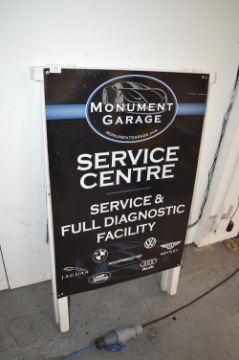 MONUMENT
GARAGE
MONUMENTGARAGE.COM
SERVICE
CENTRE
SERVICE &
FULL DIAGNOSTIC
FACILITY
JAGUAR
Audi
BENTLEY